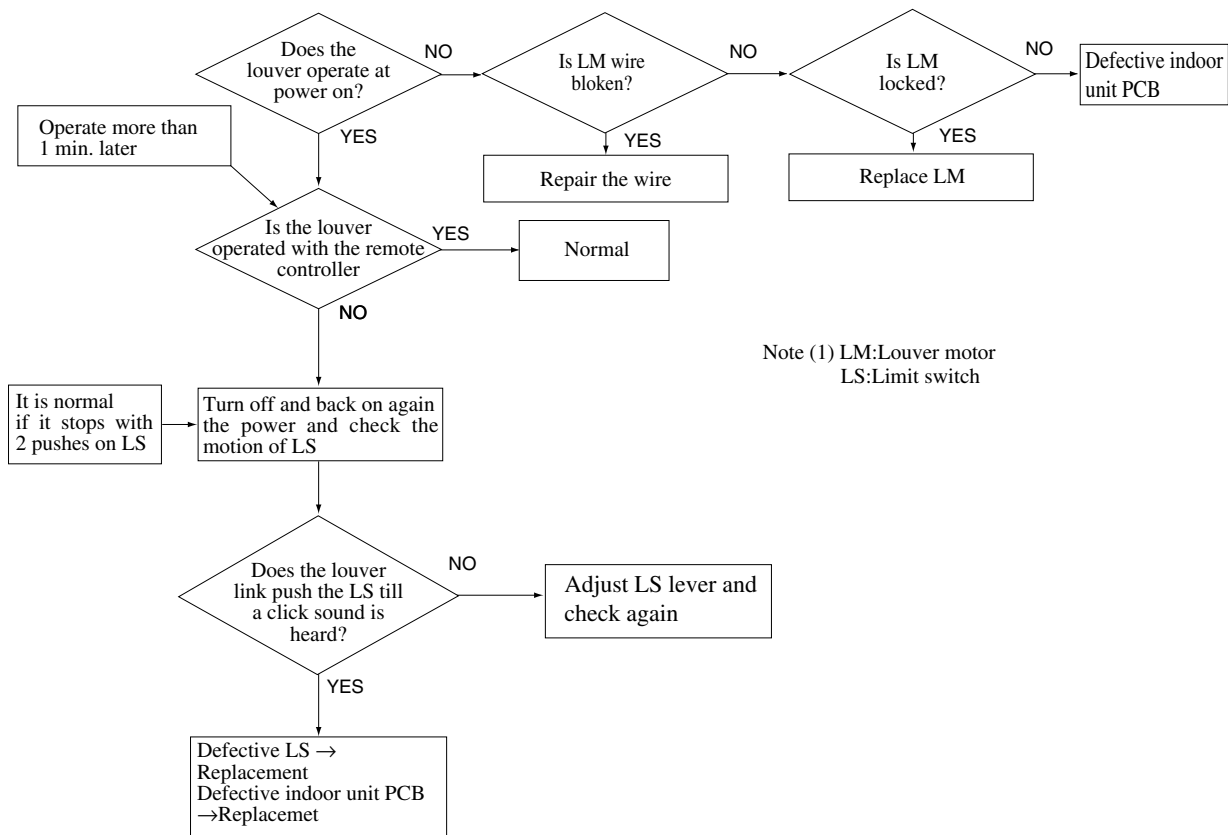 Does the
louver operate at
power on?
NO
Is LM wire
bloken?
NO
Is LM
locked?
NO
Defective indoor
unit PCB
YES
YES
YES
Operate more than
1 min. later
Repair the wire
Replace LM
Is the louver
operated with the remote
controller
YES
Normal
NO
Note (1) LM:Louver motor
LS:Limit switch
It is normal
if it stops with
2 pushes on LS
Turn off and back on again
the power and check the
motion of LS
Does the louver
link push the LS till
a click sound is
heard?
NO
Adjust LS lever and
check again
YES
Defective LS →
Replacement
Defective indoor unit PCB
→Replacemet